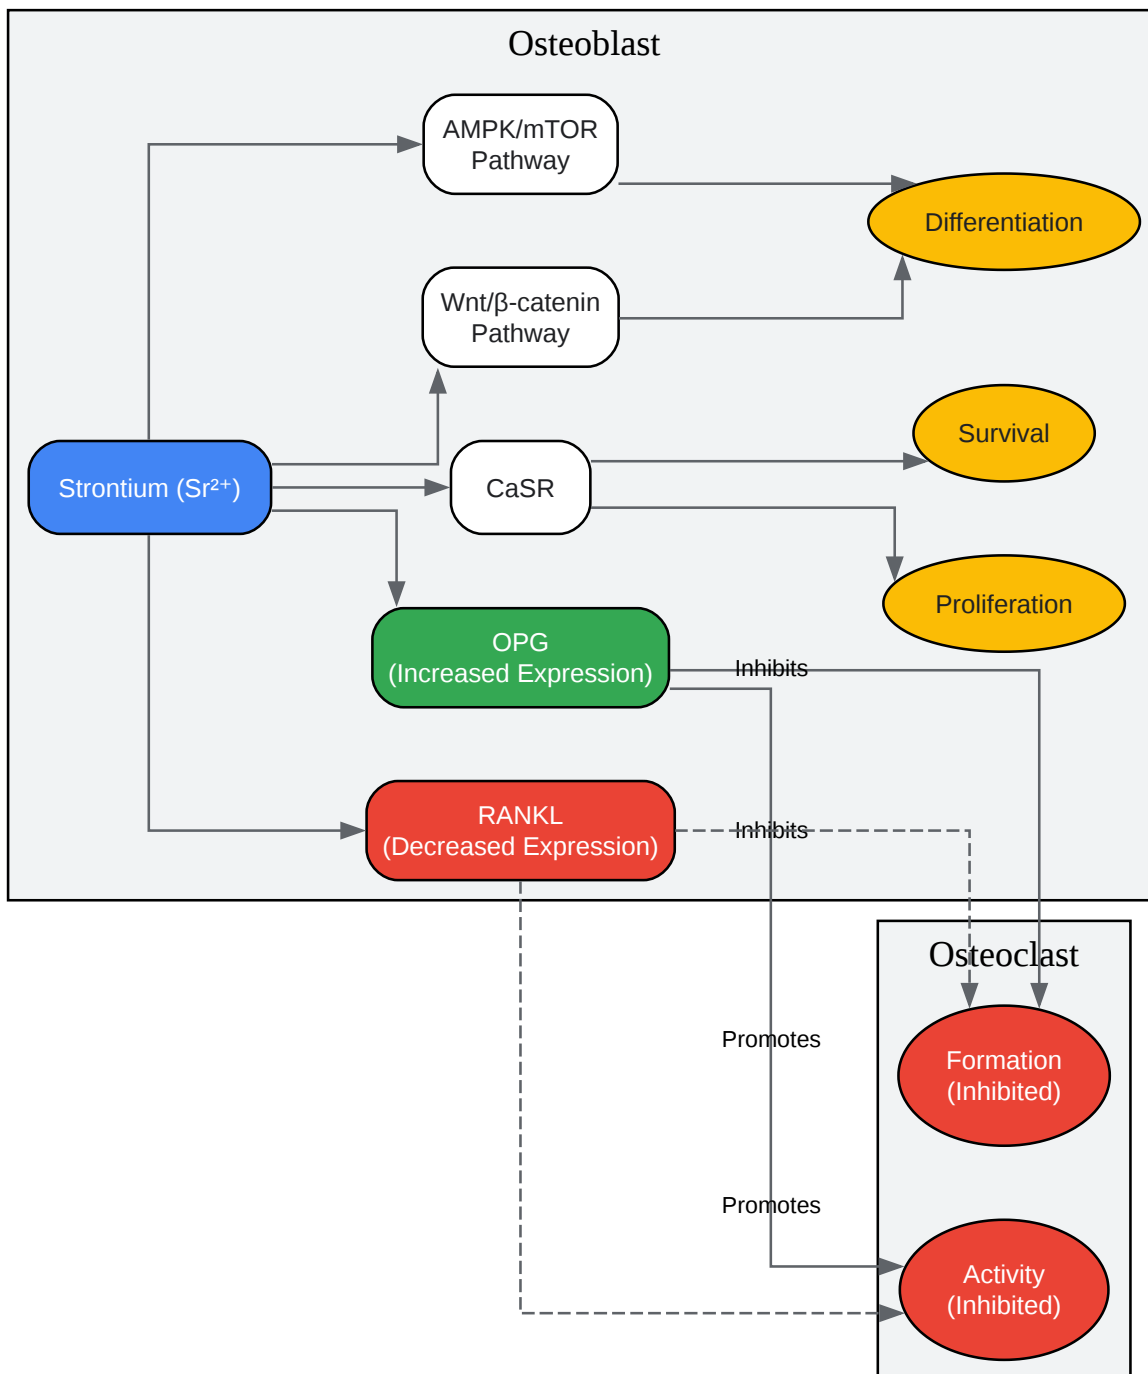 Osteoblast
AMPK/mTOR
Pathway
Differentiation
Wnt/β-catenin
Pathway
Survival
Strontium (Sr²⁺)
CaSR
Proliferation
OPG
(Increased Expression)
Inhibits
RANKL
(Decreased Expression)
Inhibits
Osteoclast
Promotes
Formation
(Inhibited)
Promotes
Activity
(Inhibited)